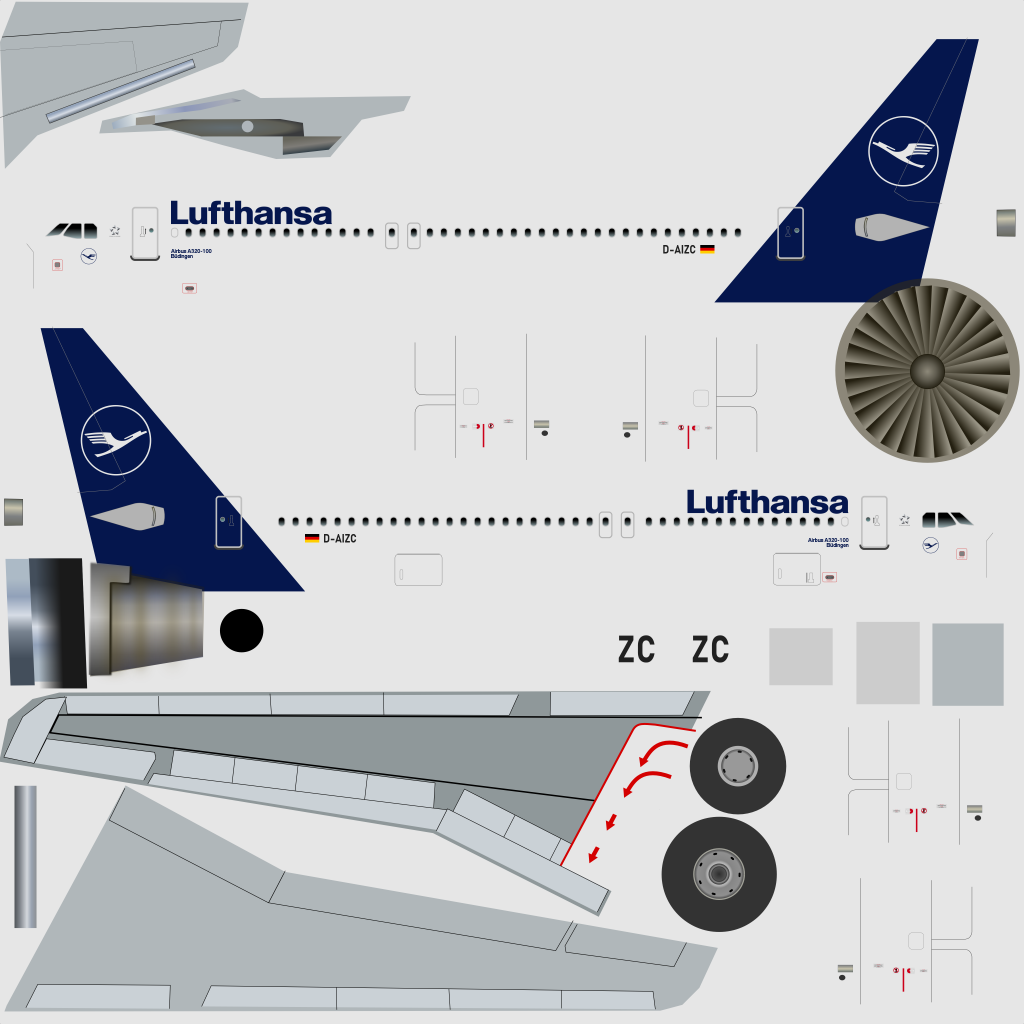 Lufthansa
Airbus A320-100
Büdingen
D-AIZC
Lufthansa
D-AIZC
Airbus A320-100
Büdingen
ZC ZC